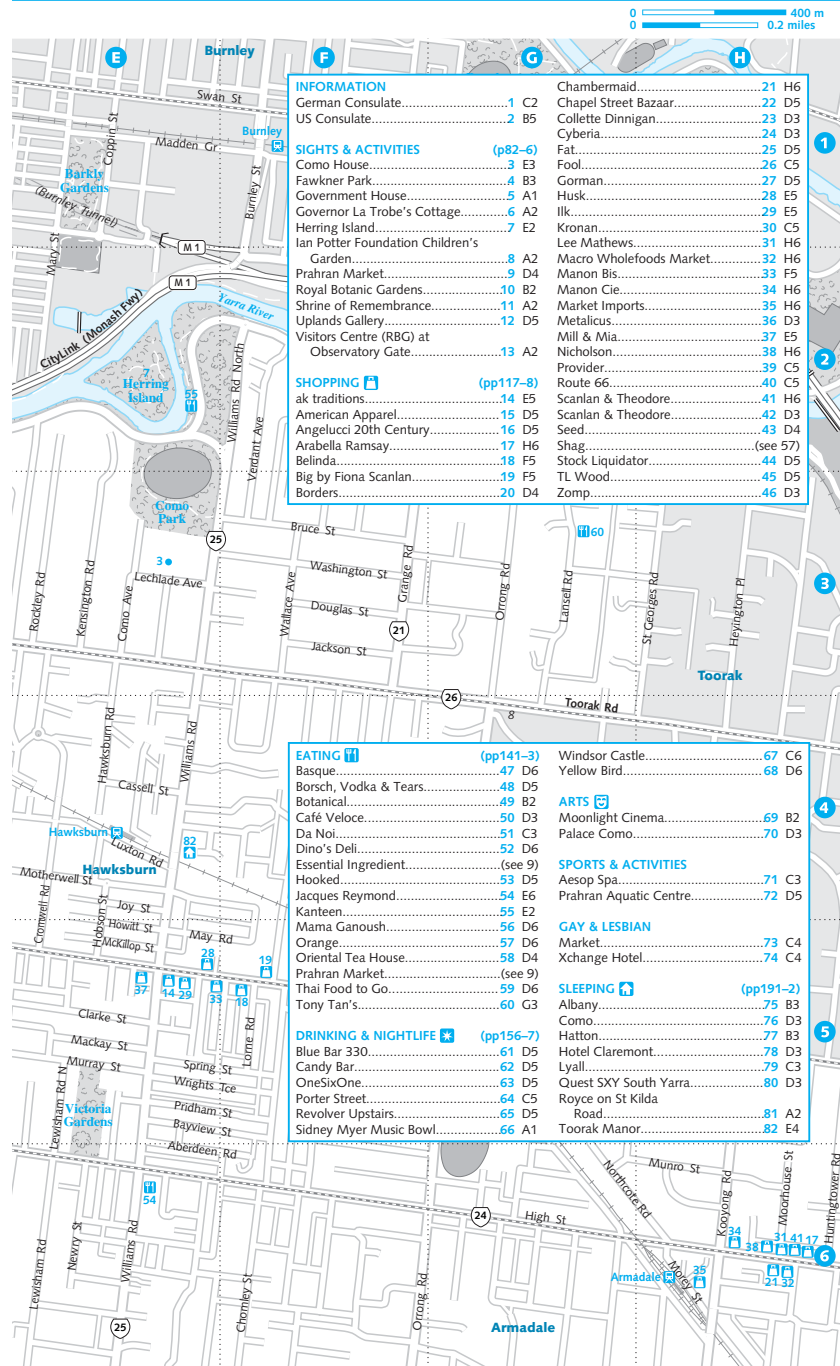 0 400 m
0 0.2 miles
E
Burnley
F
G
H
INFORMATION
German Consulate 1 C2
US Consulate 2 B5
SIGHTS & ACTIVITIES (p82–6)
Como House 3 E3
Fawkner Park 4 B3
Government House 5 A1
Governor La Trobe's Cottage 6 A2
Herring Island 7 E2
Ian Potter Foundation Children's
Garden 8 A2
Prahran Market 9 D4
Royal Botanic Gardens 10 B2
Shrine of Remembrance 11 A2
Uplands Gallery 12 D5
Visitors Centre (RBG) at
Observatory Gate 13 A2
SHOPPING (pp117–8)
ak traditions 14 E5
American Apparel 15 D5
Angelucci 20th Century 16 D5
Arabella Ramsay 17 H6
Belinda 18 F5
Big by Fiona Scanlan 19 F5
Borders 20 D4
Chambermaid 21 H6
Chapel Street Bazaar 22 D5
Collette Dinnigan 23 D3
Cyberia 24 D3
Fat 25 D5
Fool 26 C5
Gorman 27 D5
Husk 28 E5
Ilk 29 E5
Kronan 30 C5
Lee Mathews 31 H6
Macro Wholefoods Market 32 H6
Manon Bis 33 F5
Manon Cie 34 H6
Market Imports 35 H6
Metalicus 36 D3
Mill & Mia 37 E5
Nicholson 38 H6
Provider 39 C5
Route 66 40 C5
Scanlan & Theodore 41 H6
Scanlan & Theodore 42 D3
Seed 43 D4
Shag (see 57)
Stock Liquidator 44 D5
TL Wood 45 D5
Zomp 46 D3
1
2
3
4
5
6
Swan St
Coppin St
Madden Gr
Burnley
Burnley St
Barkly
Gardens
(Burnley Tunnel)
Mary St
M 1
M 1
CityLink (Monash Fwy)
Yarra River
7
Herring
Island
55
Williams Rd North
Verdant Ave
Como
Park
25
3
Lechlade Ave
Rockley Rd
Kensington Rd
Como Ave
Bruce St
Washington St
Wallace Ave
Grange Rd
Douglas St
21
Jackson St
Orrong Rd
60
Lansell Rd
St Georges Rd
Heyington Pl
Toorak
26
Toorak Rd
8
Hawksburn Rd
Williams Rd
Cassell St
Hawksburn
Luxton Rd
82
Hawksburn
Motherwell St
Cromwell Rd
Hobson St
Joy St
Howitt St
McKillop St
May Rd
28
19
37
14
29
33
18
Clarke St
Mackay St
Murray St
Lorne Rd
Spring St
Wrights Tce
Pridham St
Bayview St
Aberdeen Rd
Lewisham Rd N
Victoria
Gardens
EATING (pp141–3)
Basque 47 D6
Borsch, Vodka & Tears 48 D5
Botanical 49 B2
Café Veloce 50 D3
Da Noi 51 C3
Dino's Deli 52 D6
Essential Ingredient (see 9)
Hooked 53 D5
Jacques Reymond 54 E6
Kanteen 55 E2
Mama Ganoush 56 D6
Orange 57 D6
Oriental Tea House 58 D4
Prahran Market (see 9)
Thai Food to Go 59 D6
Tony Tan's 60 G3
DRINKING & NIGHTLIFE (pp156–7)
Blue Bar 330 61 D5
Candy Bar 62 D5
OneSixOne 63 D5
Porter Street 64 C5
Revolver Upstairs 65 D5
Sidney Myer Music Bowl 66 A1
Windsor Castle 67 C6
Yellow Bird 68 D6
ARTS
Moonlight Cinema 69 B2
Palace Como 70 D3
SPORTS & ACTIVITIES
Aesop Spa 71 C3
Prahran Aquatic Centre 72 D5
GAY & LESBIAN
Market 73 C4
Xchange Hotel 74 C4
SLEEPING (pp191–2)
Albany 75 B3
Como 76 D3
Hatton 77 B3
Hotel Claremont 78 D3
Lyall 79 C3
Quest SXY South Yarra 80 D3
Royce on St Kilda
Road 81 A2
Toorak Manor 82 E4
54
Lewisham Rd
Newry St
Williams Rd
25
Chomley St
Orrong Rd
24
High St
Northcote Rd
Munro St
Kooyong Rd
Moorhouse St
Huntingtower Rd
34
38
31
41
17
21
32
35
Armadale
Morey St
Armadale